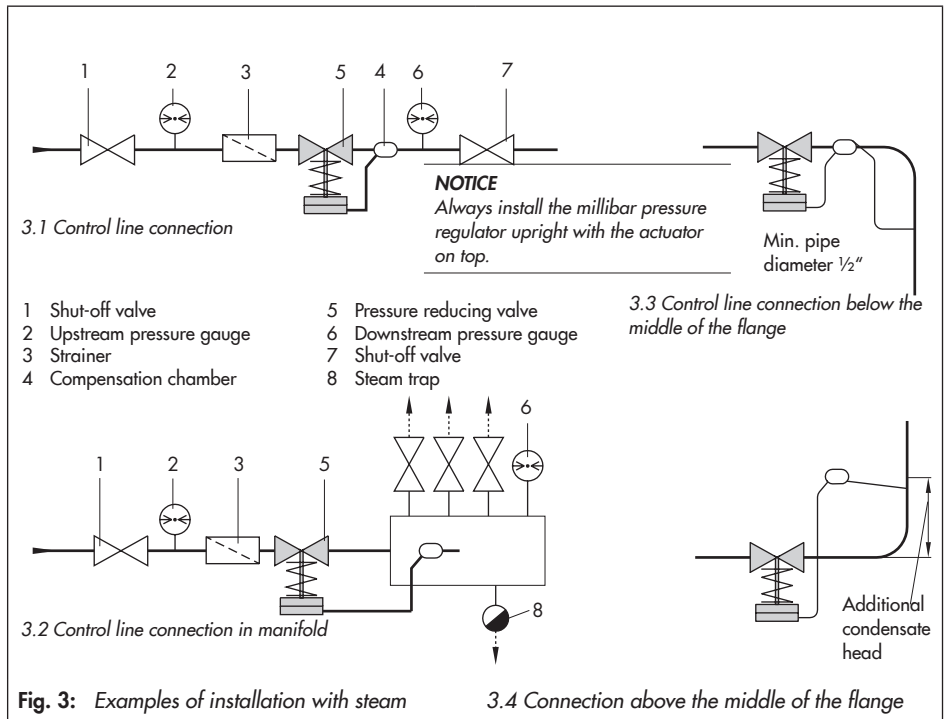 1 2 3 5 4 6 7
NOTICE
Always install the millibar pressure
regulator upright with the actuator
on top.
3.1 Control line connection
Min. pipe
diameter ½“
3.3 Control line connection below the
middle of the flange
1 Shut-off valve
2 Upstream pressure gauge
3 Strainer
4 Compensation chamber
5 Pressure reducing valve
6 Downstream pressure gauge
7 Shut-off valve
8 Steam trap
6
1 2 3 5
8
3.2 Control line connection in manifold
Additional
condensate
head
Fig. 3: Examples of installation with steam
3.4 Connection above the middle of the flange